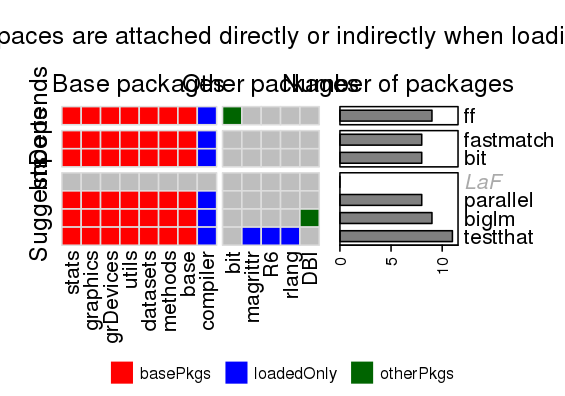 paces are attached directly or indirectly when loadi
Base packages
Other packages
Number of packages
Depends
Suggests
ff
fastmatch
bit
LaF
parallel
biglm
testthat
stats
graphics
grDevices
utils
datasets
methods
base
compiler
bit
magrittr
R6
rlang
DBI
0
5
10
basePkgs
loadedOnly
otherPkgs